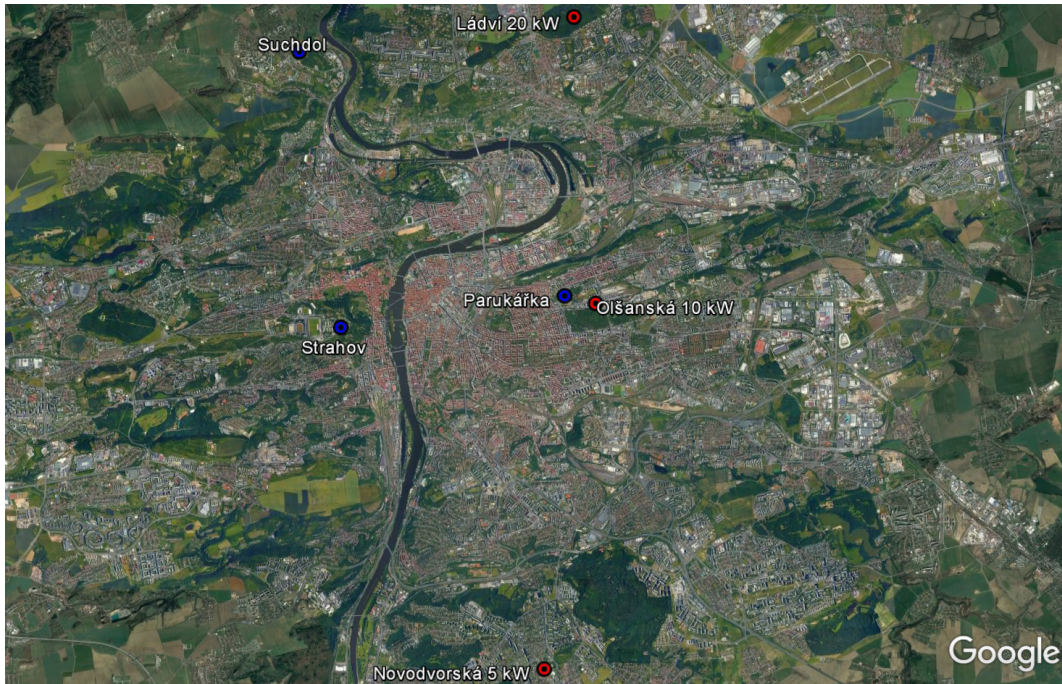 Ládví 20 kW
Suchdol
Parukářka
Olšanská 10 kW
Strahov
Novodvorská 5 kW
Google